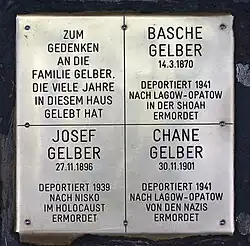 ZUM
GEDENKEN
AN DIE
FAMILIE GELBER.
DIE VIELE JAHRE
IN DIESEM HAUS
GELEBT HAT
BASCHE
GELBER
14.3.1870
DEPORTIERT 1941
NACH LAGOW-OPATOW
IN DER SHOAH
ERMORDET
JOSEF
GELBER
27.11.1896
DEPORTIERT 1939
NACH NISKO
IM HOLOCAUST
ERMORDET
CHANE
GELBER
30.11.1901
DEPORTIERT 1941
NACH LAGOW-OPATOW
VON DEN NAZIS
ERMORDET